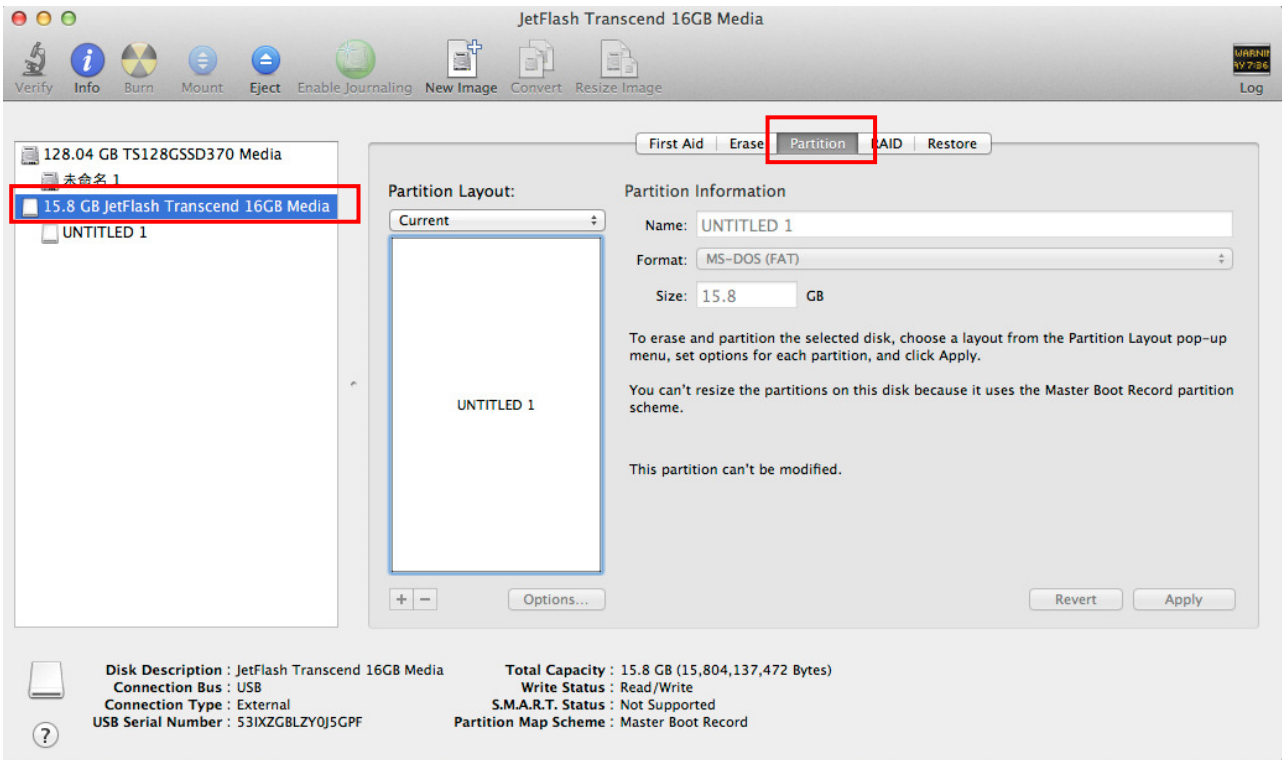 JetFlash Transcend 16GB Media
WARNIN
AY 7:86
Verify Info Burn Mount Eject Enable Journaling New Image Convert Resize Image Log
First Aid Erase Partition RAID Restore
128.04 GB TS128GSSD370 Media
未命名 1
15.8 GB JetFlash Transcend 16GB Media
UNTITLED 1
Partition Layout:
Current
UNTITLED 1
+ − Options...
Partition Information
Name: UNTITLED 1
Format: MS-DOS (FAT)
Size: 15.8 GB
To erase and partition the selected disk, choose a layout from the Partition Layout pop-up
menu, set options for each partition, and click Apply.
You can't resize the partitions on this disk because it uses the Master Boot Record partition
scheme.
This partition can't be modified.
Revert Apply
Disk Description : JetFlash Transcend 16GB Media
Connection Bus : USB
Connection Type : External
USB Serial Number : 53IXZGBLZY0J5GPF
Total Capacity : 15.8 GB (15,804,137,472 Bytes)
Write Status : Read/Write
S.M.A.R.T. Status : Not Supported
Partition Map Scheme : Master Boot Record
?